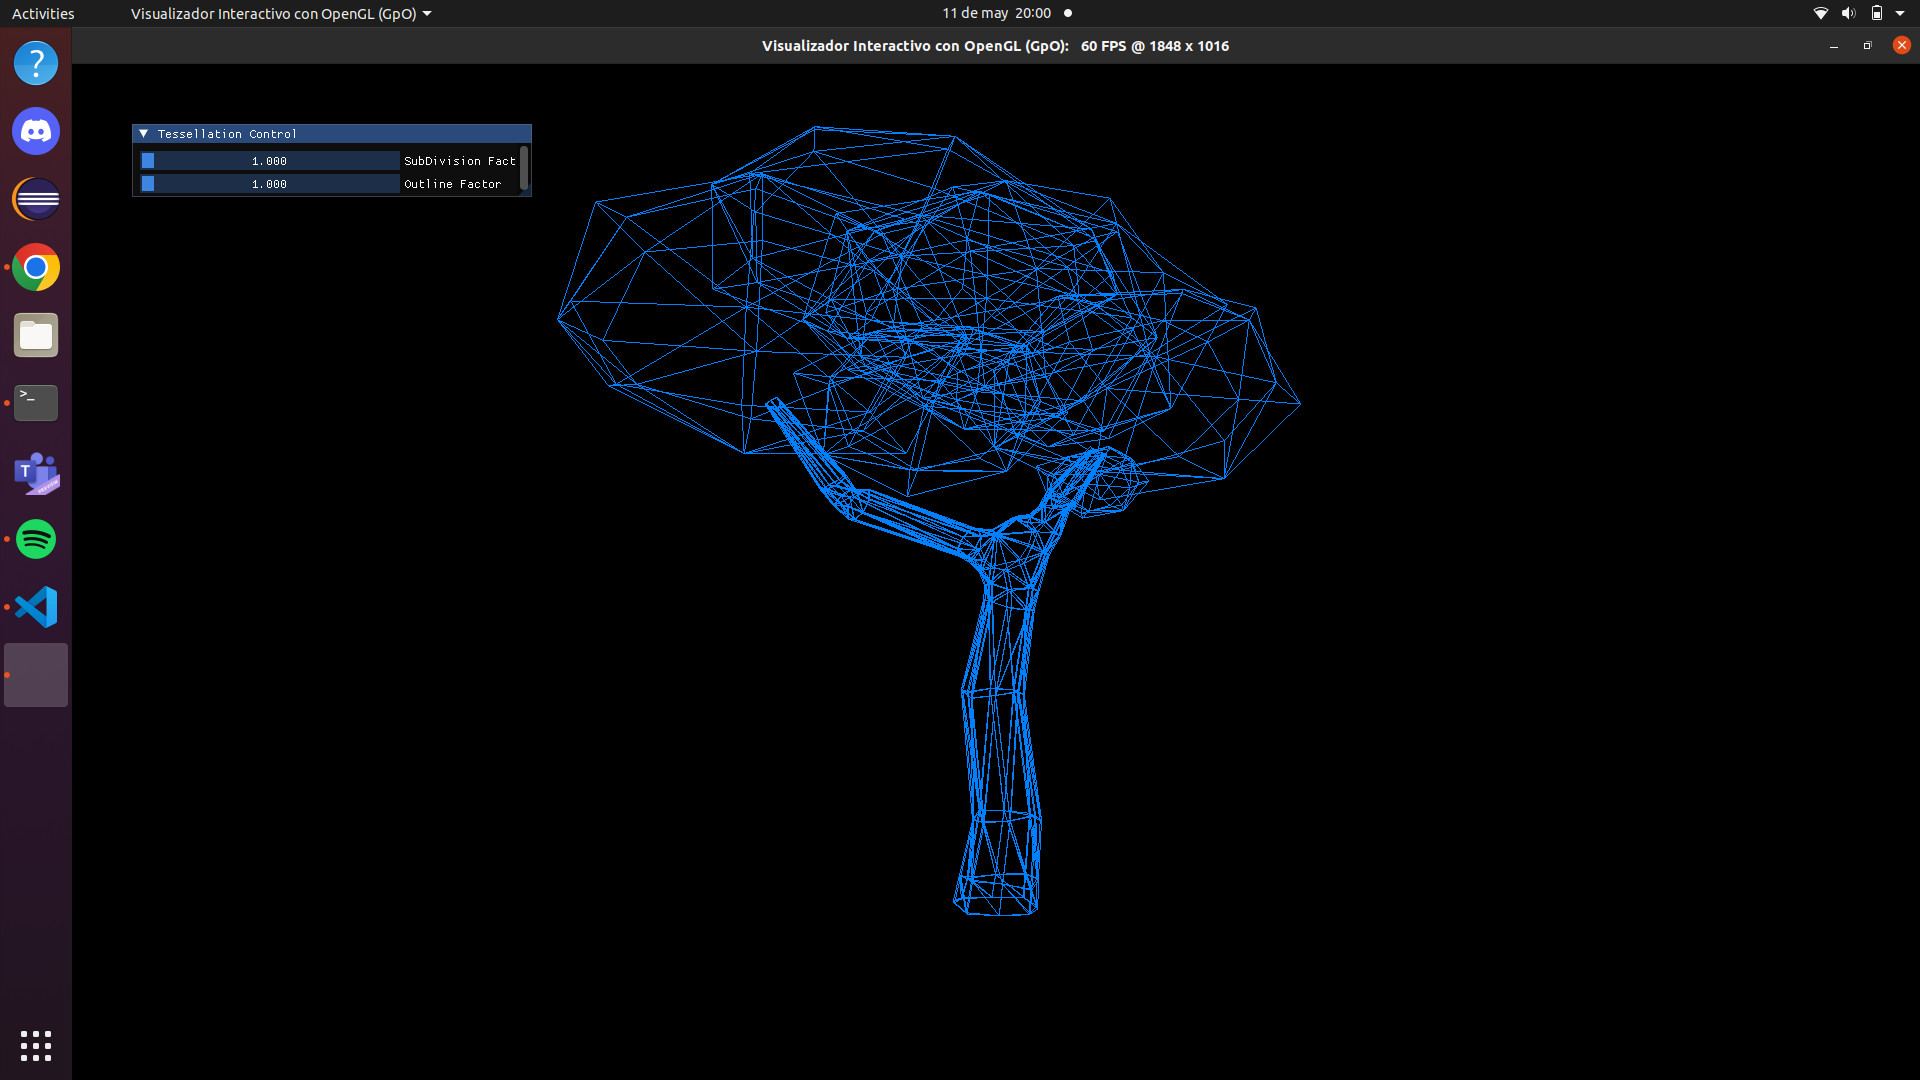 Activities
Visualizador Interactivo con OpenGL (GpO)
11 de may 20:00
Visualizador Interactivo con OpenGL (GpO): 60 FPS @ 1848 x 1016
?
Tessellation Control
1.000 SubDivision Fact
1.000 Outline Factor
>_
T